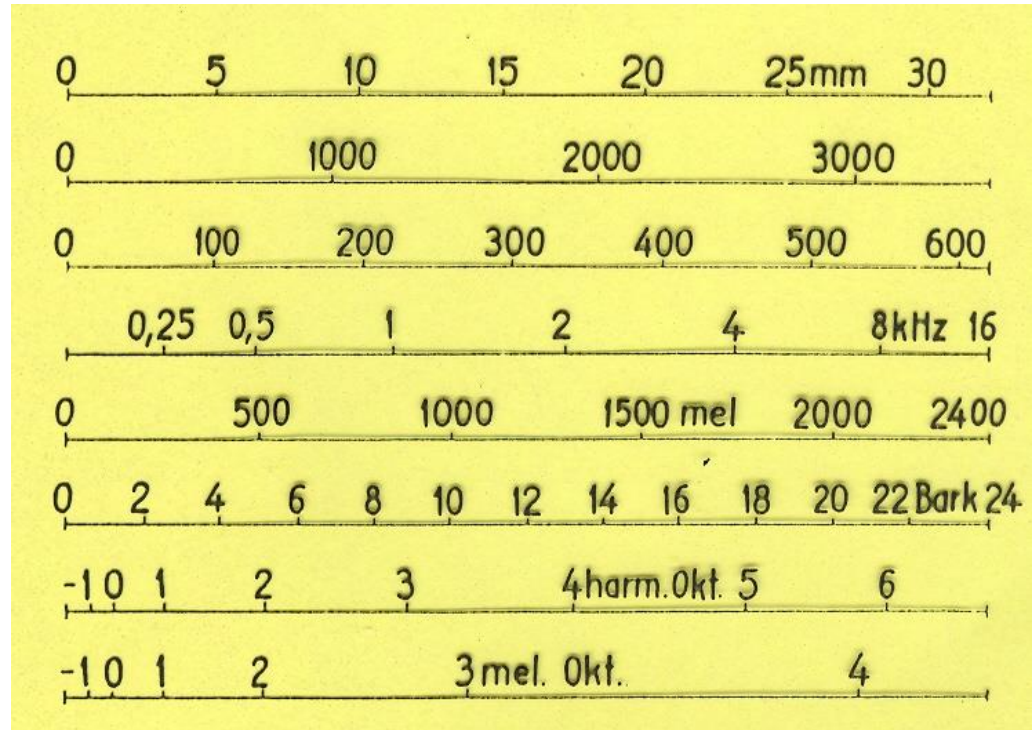 0 5 10 15 20 25mm 30
0 1000 2000 3000
0 100 200 300 400 500 600
0,25 0,5 1 2 4 8kHz 16
0 500 1000 1500 mel 2000 2400
0 2 4 6 8 10 12 14 16 18 20 22 Bark 24
-1 0 1 2 3 4 harm. Okt. 5 6
-1 0 1 2 3 mel. Okt. 4